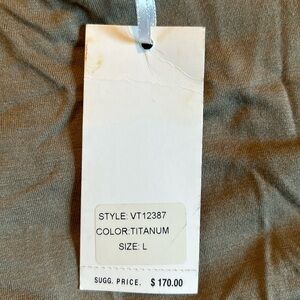 STYLE: VT12387
COLOR:TITANUM
SIZE: L
SUGG. PRICE. $ 170.00